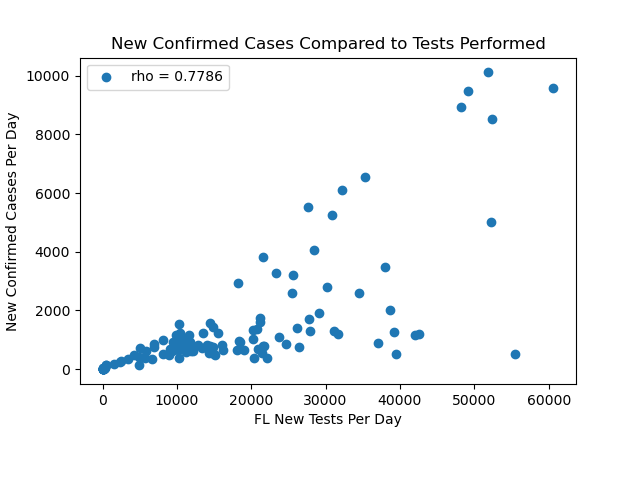 New Confirmed Cases Compared to Tests Performed
rho = 0.7786
10000
8000
6000
4000
2000
0
New Confirmed Caeses Per Day
0 10000 20000 30000 40000 50000 60000
FL New Tests Per Day